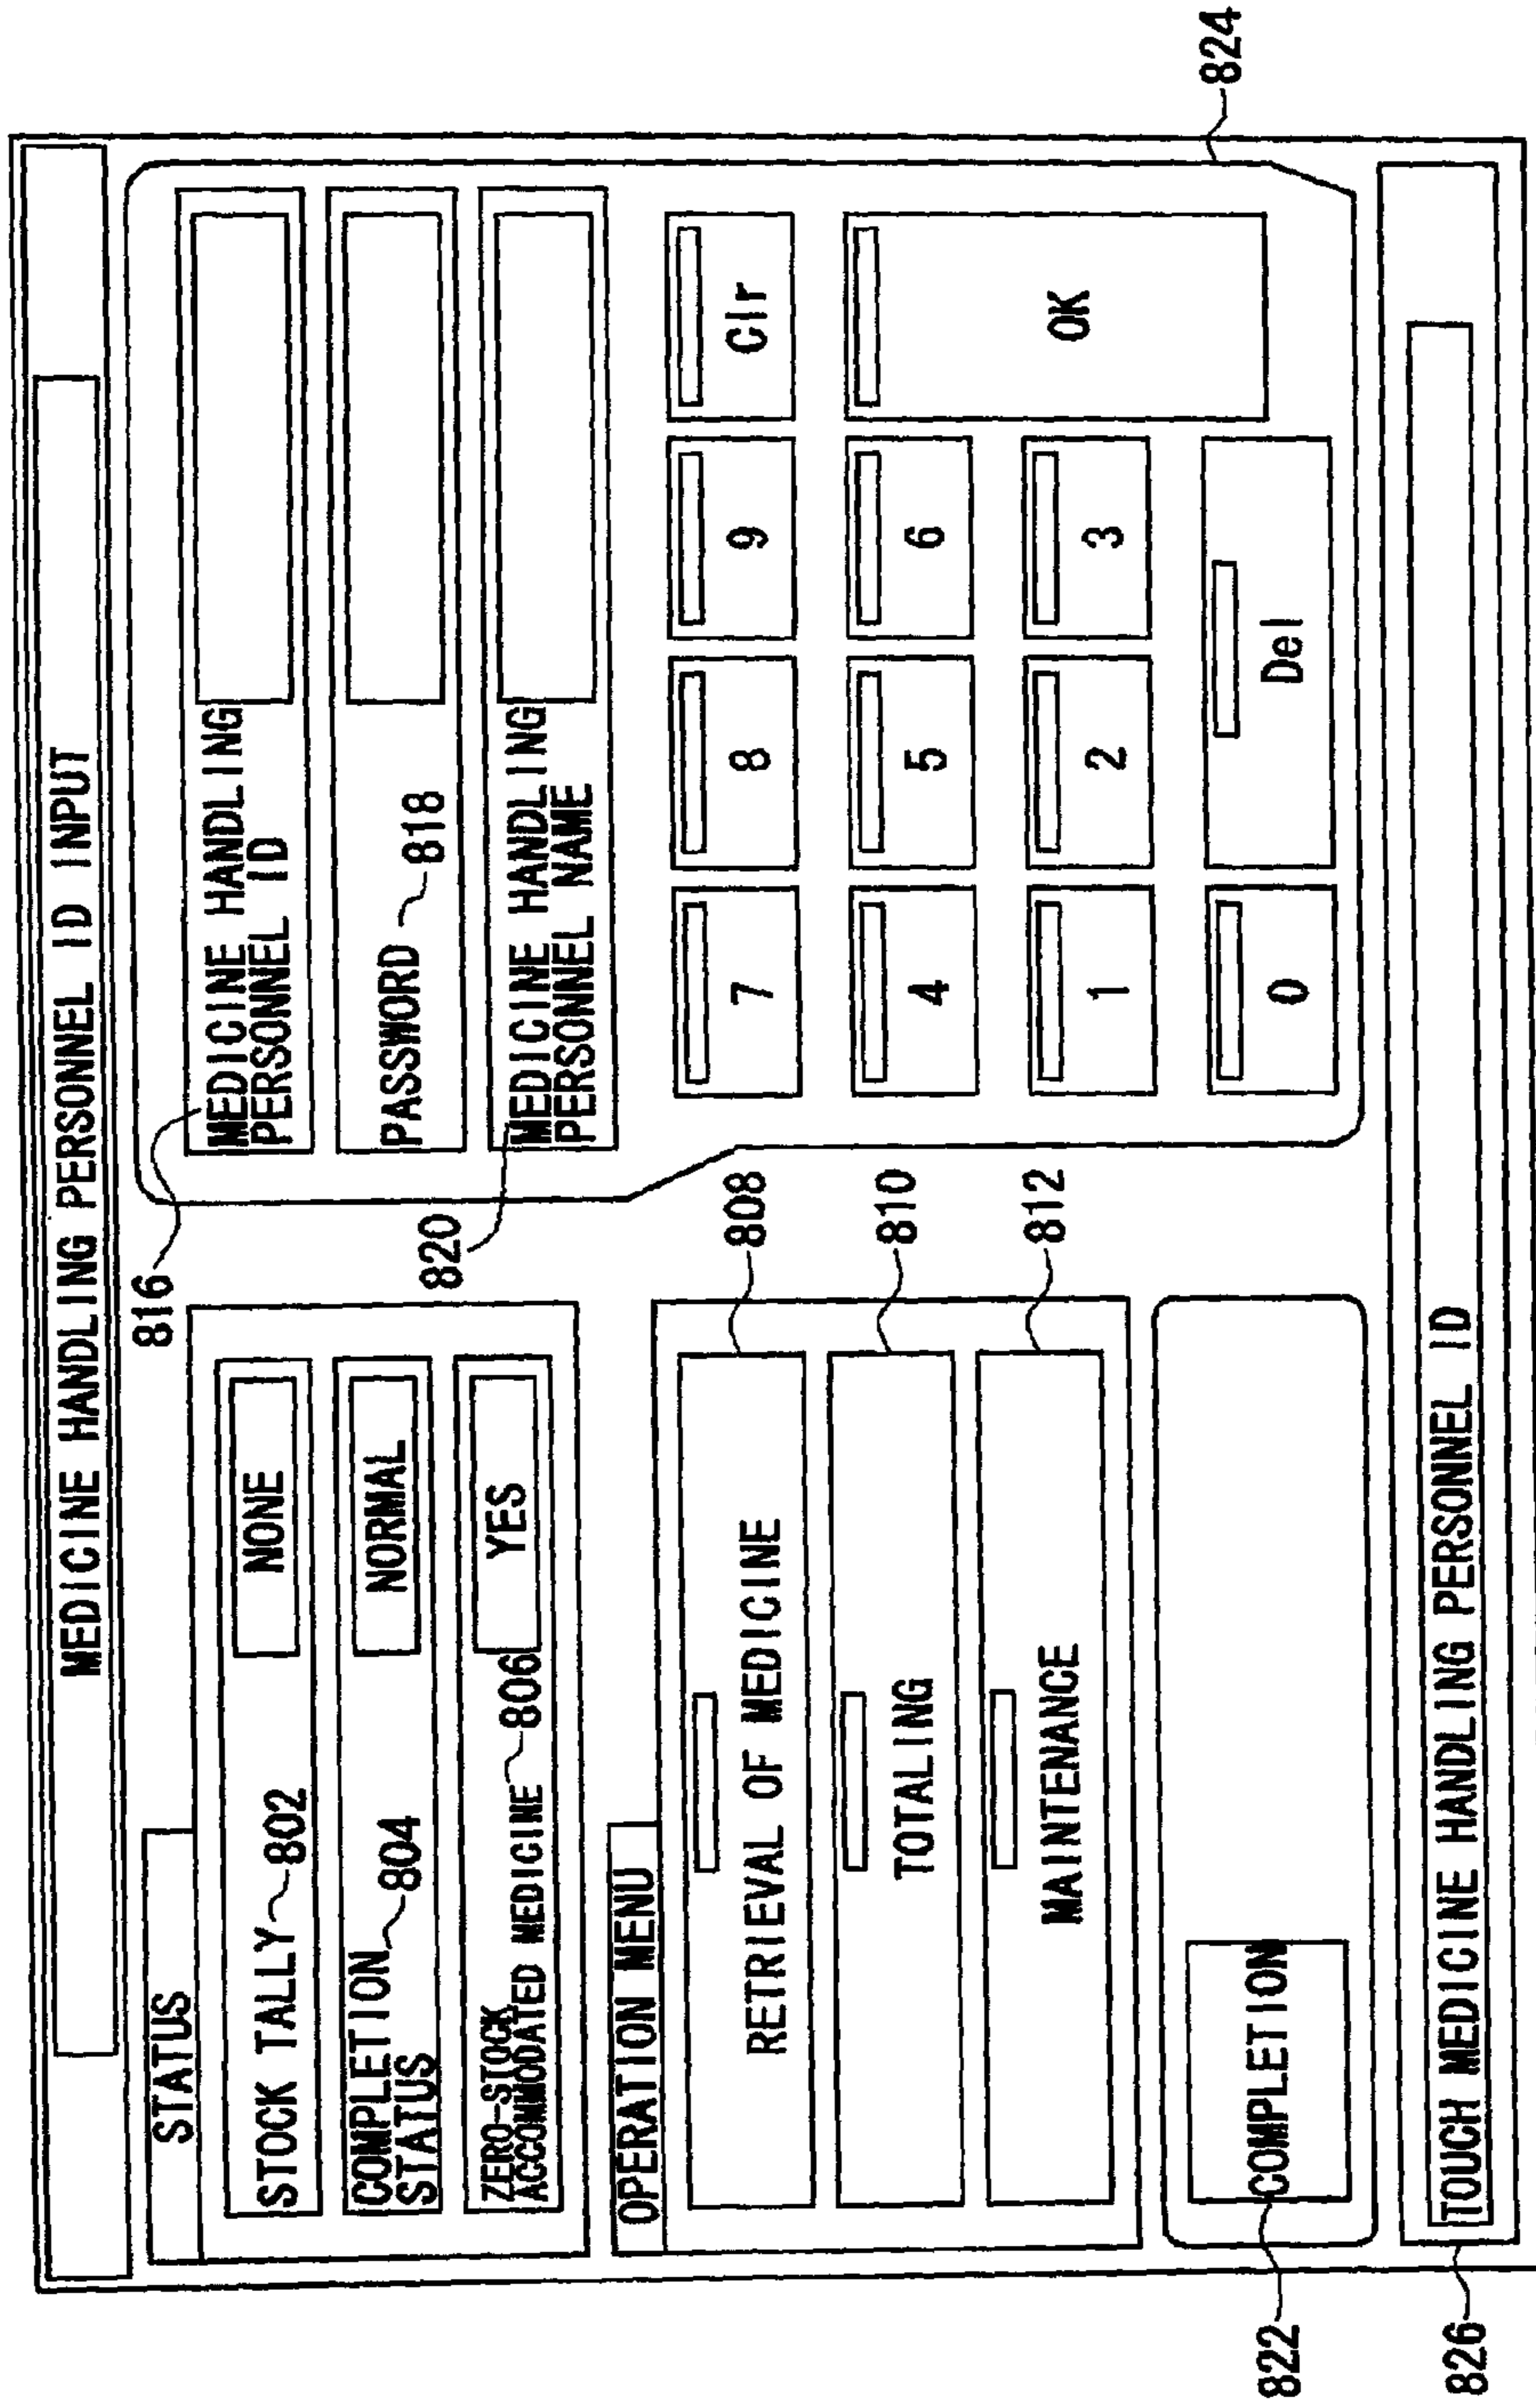 MEDICINE HANDLING PERSONNEL ID INPUT
STATUS
STOCK TALLY 802
NONE
COMPLETION 804
STATUS
NORMAL
ZERO-STOCK
ACCOMMODATED MEDICINE 806
YES
OPERATION MENU
RETRIEVAL OF MEDICINE
808
TOTALING
810
MAINTENANCE
812
COMPLETION
822
816
MEDICINE HANDLING
PERSONNEL ID
PASSWORD 818
820
MEDICINE HANDLING
PERSONNEL NAME
7 8 9 Clr
4 5 6 OK
1 2 3
0 Del
824
TOUCH MEDICINE HANDLING PERSONNEL ID
826